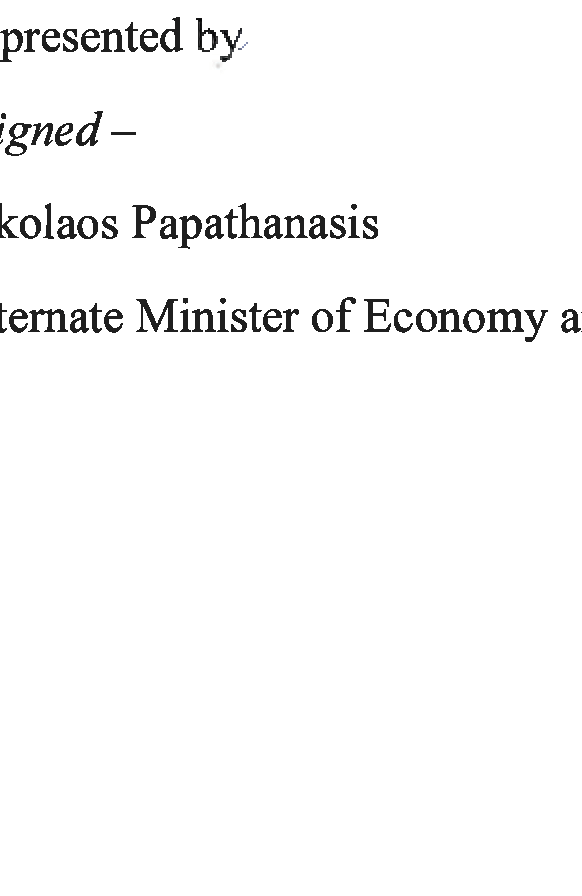 presented by
igned –
kolaos Papathanasis
ternate Minister of Economy a